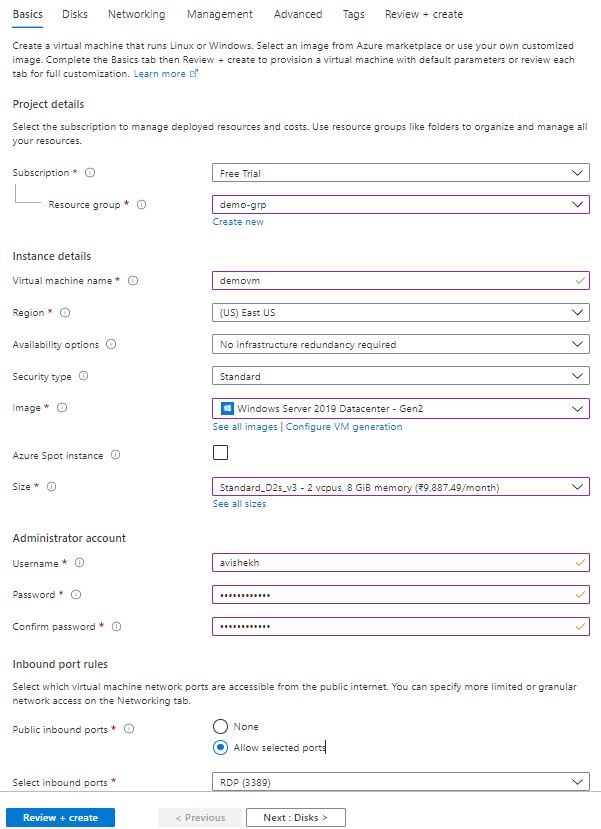 Basics Disks Networking Management Advanced Tags Review + create
Create a virtual machine that runs Linux or Windows. Select an image from Azure marketplace or use your own customized
image. Complete the Basics tab then Review + create to provision a virtual machine with default parameters or review each
tab for full customization. Learn more
Project details
Select the subscription to manage deployed resources and costs. Use resource groups like folders to organize and manage all
your resources.
Subscription * Free Trial
Resource group * demo-grp
Create new
Instance details
Virtual machine name * demovm
Region * (US) East US
Availability options No infrastructure redundancy required
Security type Standard
Image * Windows Server 2019 Datacenter - Gen2
See all images | Configure VM generation
Azure Spot instance
Size * Standard_D2s_v3 - 2 vcpus, 8 GiB memory (₹9,887.49/month)
See all sizes
Administrator account
Username * avishekh
Password * ••••••••••••
Confirm password * ••••••••••••
Inbound port rules
Select which virtual machine network ports are accessible from the public internet. You can specify more limited or granular
network access on the Networking tab.
Public inbound ports * None
Allow selected ports
Select inbound ports * RDP (3389)
Review + create < Previous Next : Disks >